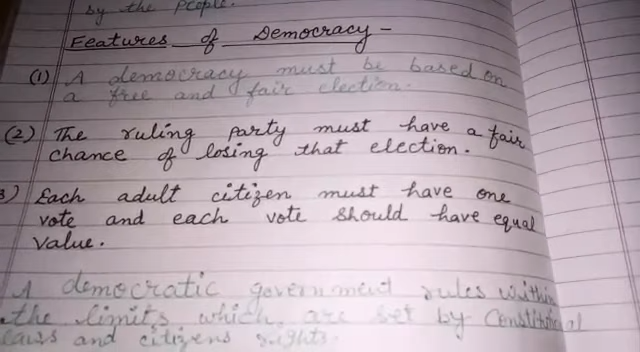 by the people.
Features of Democracy -
(1) A democracy must be based on
a free and fair election.
(2) The ruling party must have a fair
chance of losing that election.
3) Each adult citizen must have one
vote and each vote should have equal
value.
A democratic government rules within
the limits which are set by Constitutional
laws and citizens rights.